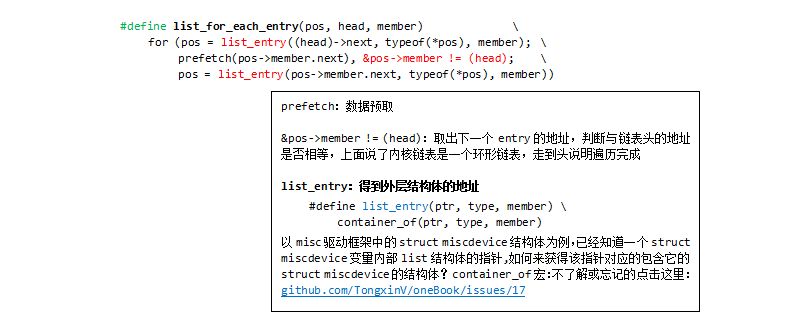 #define list_for_each_entry(pos, head, member) \
for (pos = list_entry((head)->next, typeof(*pos), member); \
prefetch(pos->member.next), &pos->member != (head); \
pos = list_entry(pos->member.next, typeof(*pos), member))
prefetch: 数据预取
&pos->member != (head): 取出下一个 entry 的地址，判断与链表头的地址
是否相等，上面说了内核链表是一个环形链表，走到头说明遍历完成
list_entry: 得到外层结构体的地址
#define list_entry(ptr, type, member) \
container_of(ptr, type, member)
以 misc 驱动框架中的 struct miscdevice 结构体为例,已经知道一个 struct
miscdevice 变量内部 list 结构体的指针,如何来获得该指针对应的包含它的
struct miscdevice 的结构体? container_of 宏:不了解或忘记的点击这里:
github.com/TongxinV/oneBook/issues/17